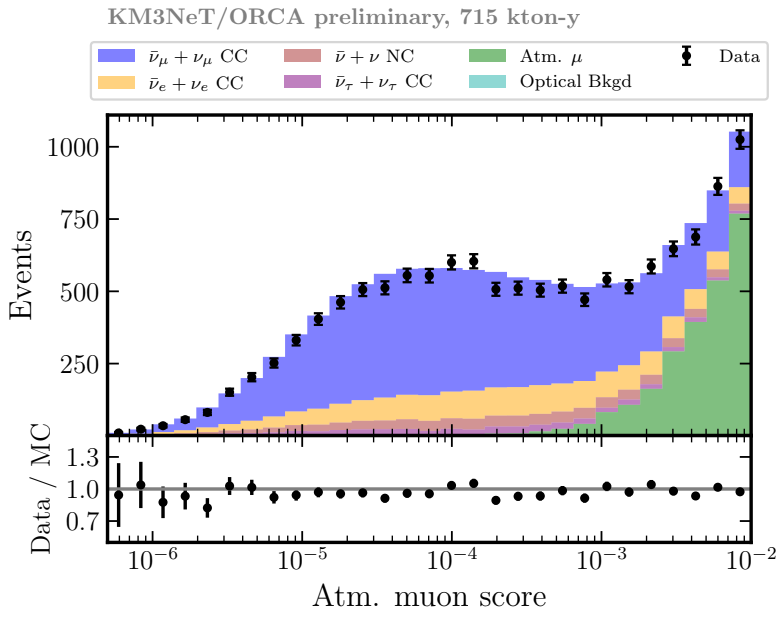 KM3NeT/ORCA preliminary, 715 kton-y
ν̄μ + νμ CC
ν̄e + νe CC
ν̄ + ν NC
ν̄τ + ντ CC
Atm. μ
Optical Bkgd
Data
1000
750
500
250
Events
1.3
1.0
0.7
Data / MC
10⁻⁶ 10⁻⁵ 10⁻⁴ 10⁻³ 10⁻²
Atm. muon score